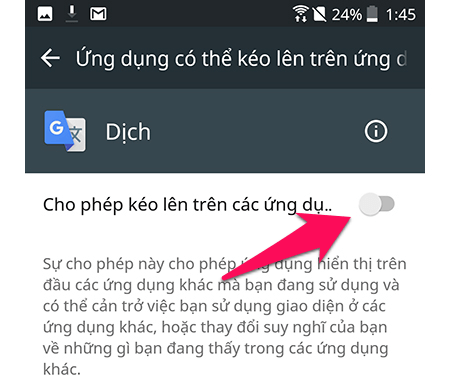 24% 1:45
Ứng dụng có thể kéo lên trên ứng d
G 文
Dịch
Cho phép kéo lên trên các ứng dụ..
Sự cho phép này cho phép ứng dụng hiển thị trên
đầu các ứng dụng khác mà bạn đang sử dụng và
có thể cản trở việc bạn sử dụng giao diện ở các
ứng dụng khác, hoặc thay đổi suy nghĩ của bạn
về những gì bạn đang thấy trong các ứng dụng
khác.